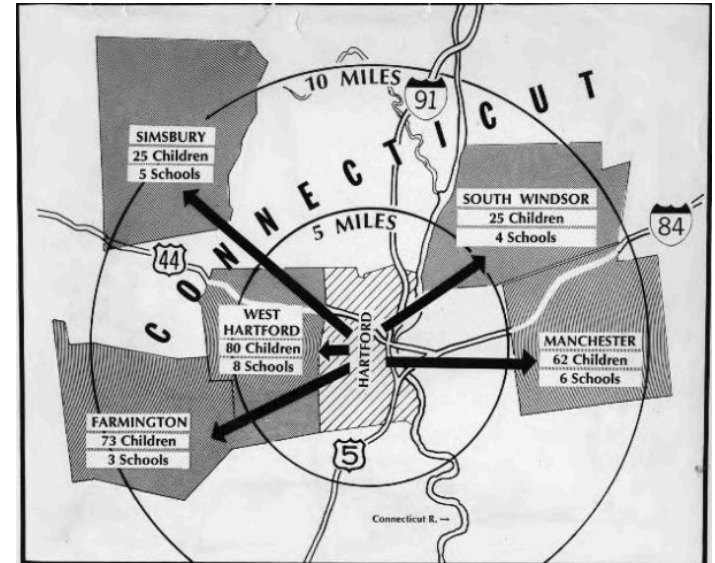 10 MILES
91
CONNECTICUT
SIMSBURY
25 Children
5 Schools
5 MILES
SOUTH WINDSOR
25 Children
4 Schools
84
44
WEST
HARTFORD
80 Children
8 Schools
HARTFORD
MANCHESTER
62 Children
6 Schools
FARMINGTON
73 Children
3 Schools
5
Connecticut R.→